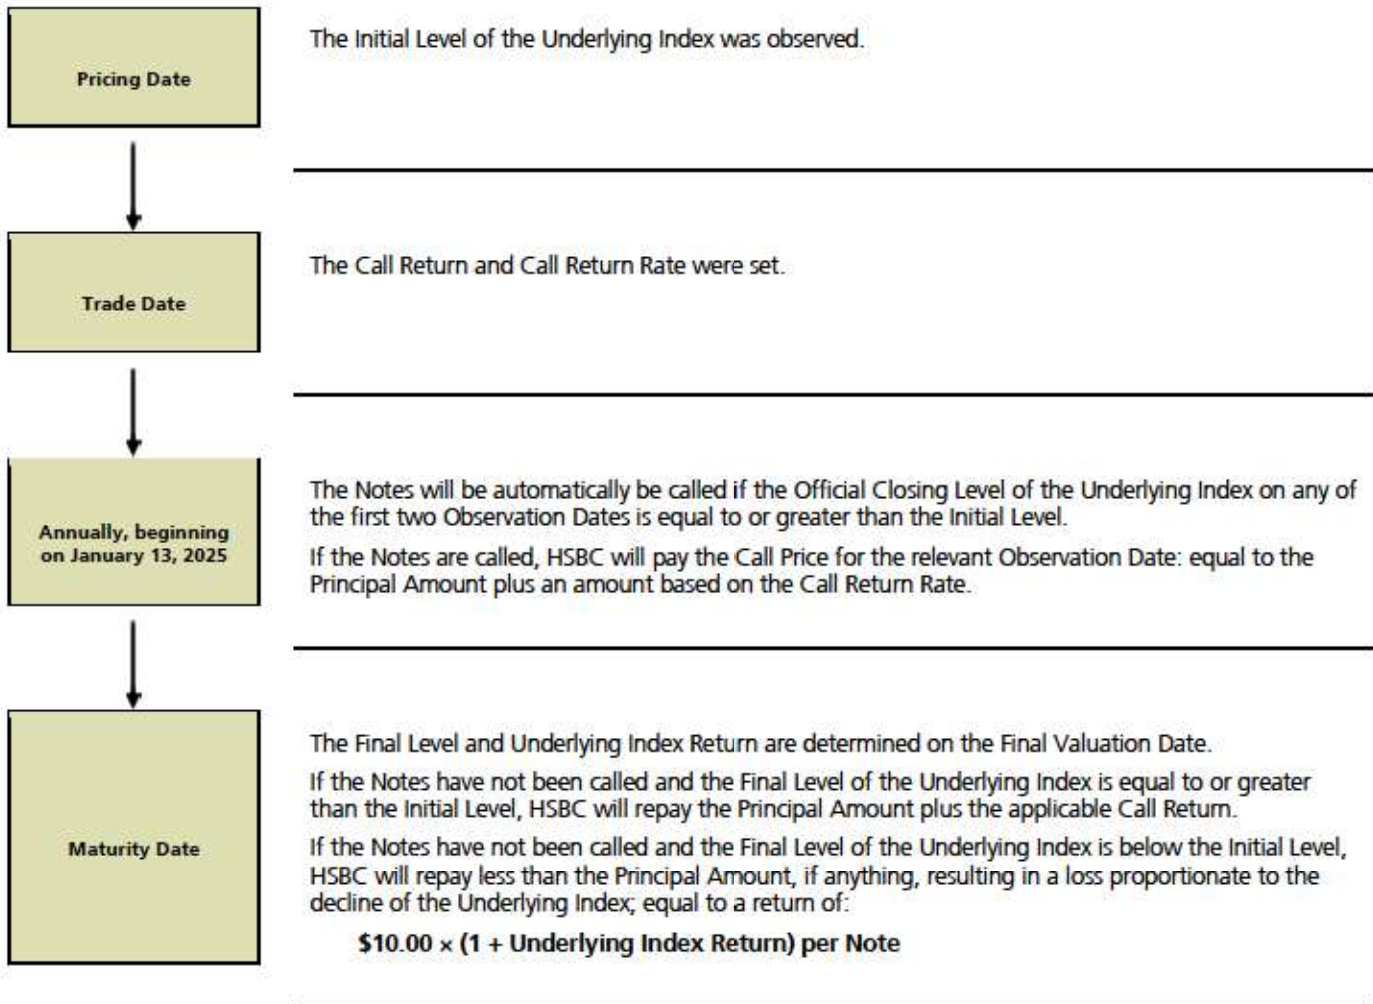 Pricing Date
The Initial Level of the Underlying Index was observed.
Trade Date
The Call Return and Call Return Rate were set.
Annually, beginning
on January 13, 2025
The Notes will be automatically be called if the Official Closing Level of the Underlying Index on any of
the first two Observation Dates is equal to or greater than the Initial Level.
If the Notes are called, HSBC will pay the Call Price for the relevant Observation Date: equal to the
Principal Amount plus an amount based on the Call Return Rate.
Maturity Date
The Final Level and Underlying Index Return are determined on the Final Valuation Date.
If the Notes have not been called and the Final Level of the Underlying Index is equal to or greater
than the Initial Level, HSBC will repay the Principal Amount plus the applicable Call Return.
If the Notes have not been called and the Final Level of the Underlying Index is below the Initial Level,
HSBC will repay less than the Principal Amount, if anything, resulting in a loss proportionate to the
decline of the Underlying Index; equal to a return of:
$10.00 × (1 + Underlying Index Return) per Note